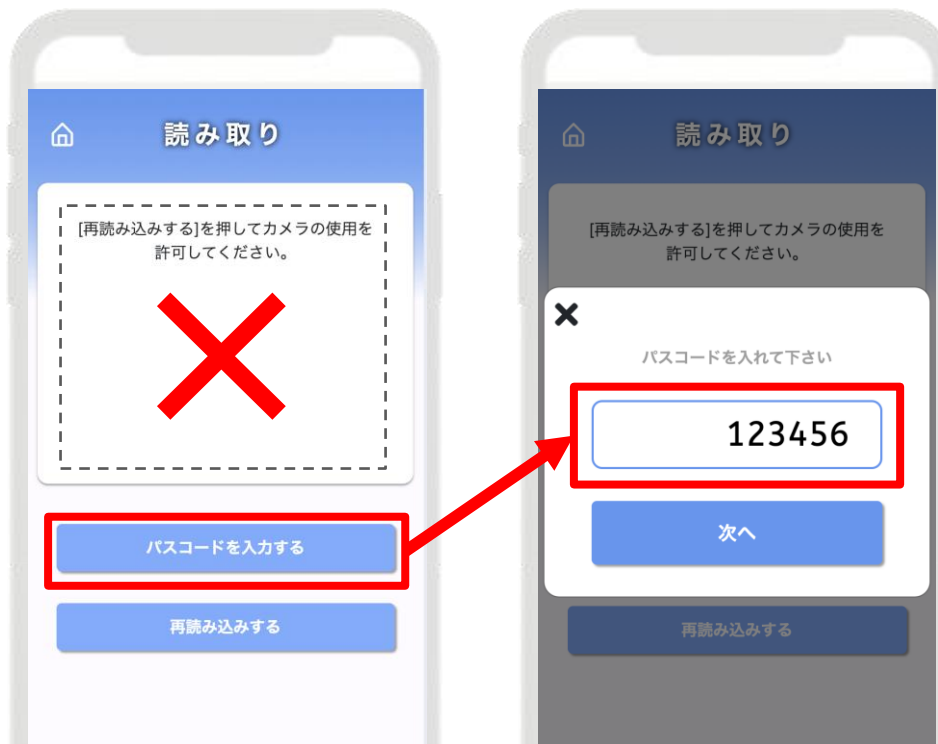 読み取り
[再読み込みする]を押してカメラの使用を
許可してください。
パスコードを入力する
再読み込みする
読み取り
[再読み込みする]を押してカメラの使用を
許可してください。
パスコードを入れて下さい
123456
次へ
再読み込みする